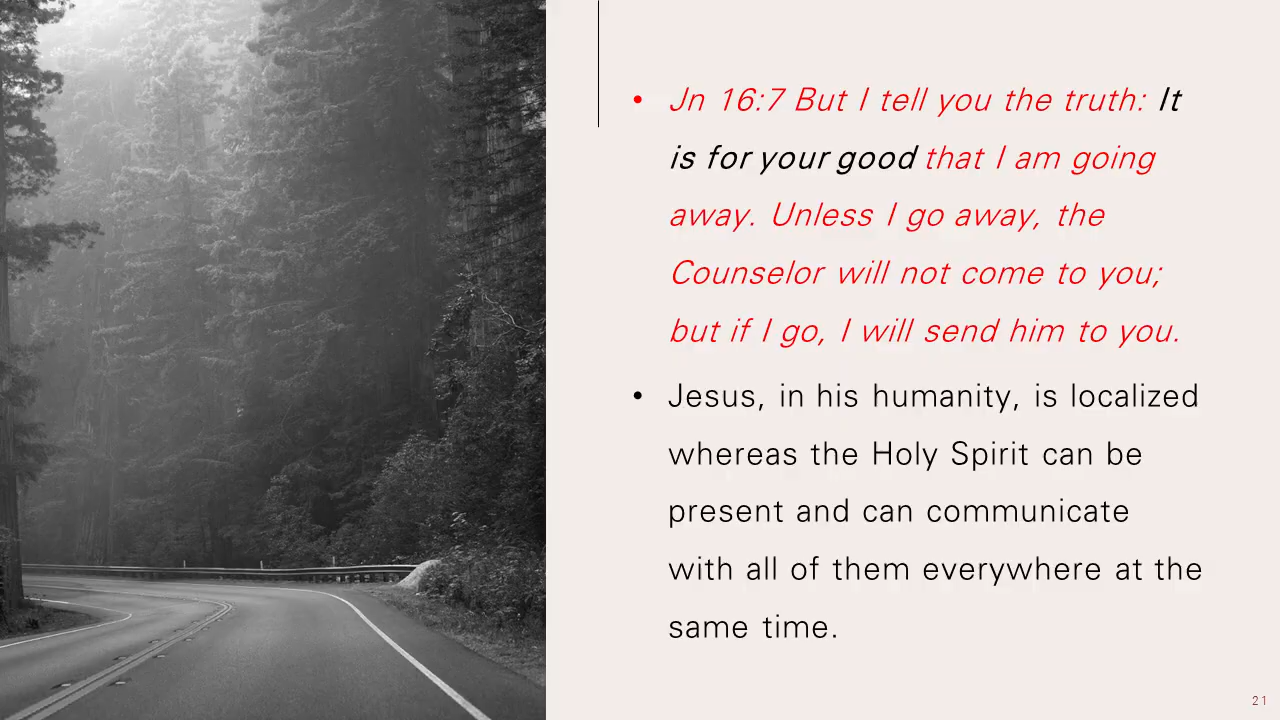 • Jn 16:7 But I tell you the truth: It
is for your good that I am going
away. Unless I go away, the
Counselor will not come to you;
but if I go, I will send him to you.
• Jesus, in his humanity, is localized
whereas the Holy Spirit can be
present and can communicate
with all of them everywhere at the
same time.
21